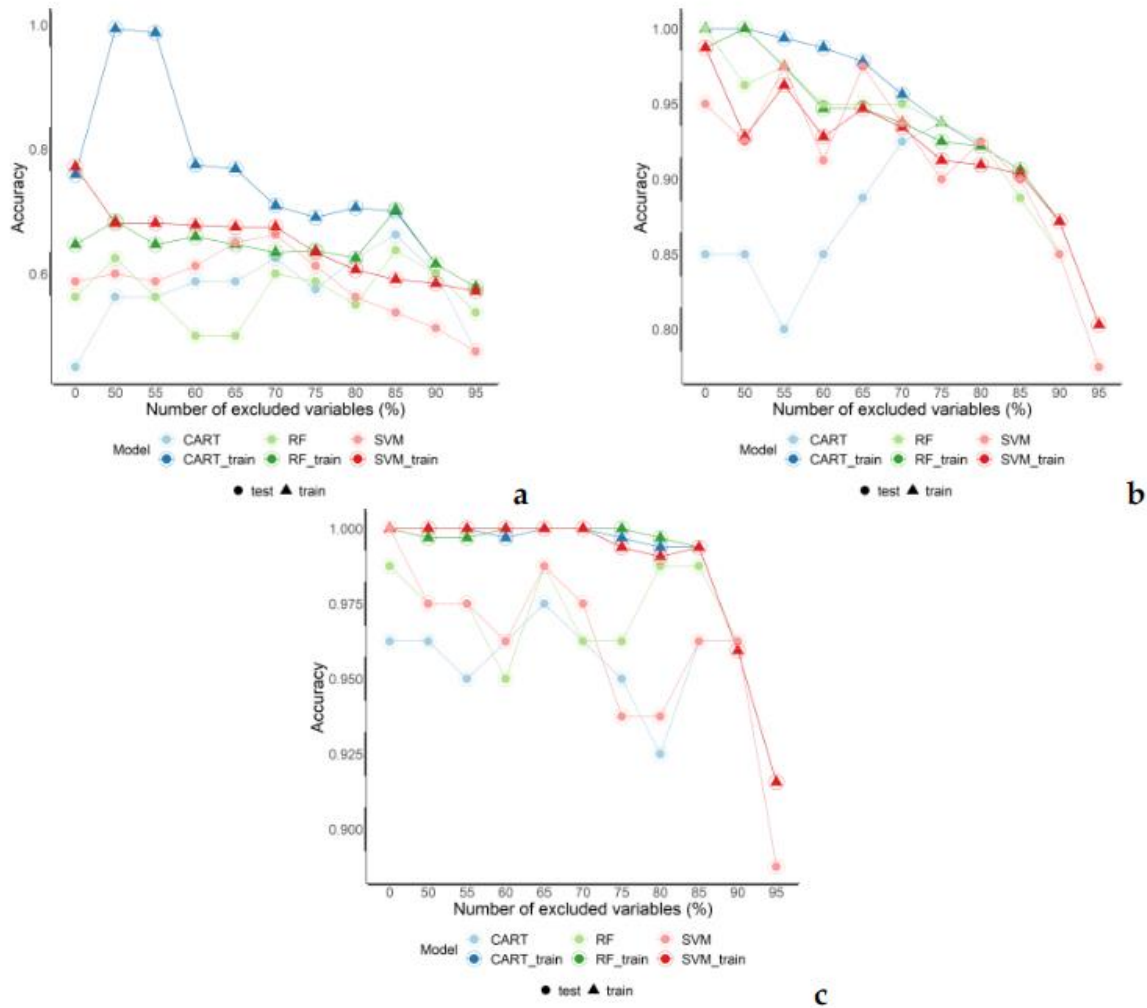 1.0
0.8
0.6
Accuracy
0 50 55 60 65 70 75 80 85 90 95
Number of excluded variables (%)
Model CART RF SVM
CART_train RF_train SVM_train
test train
a
1.00
0.95
0.90
0.85
0.80
Accuracy
0 50 55 60 65 70 75 80 85 90 95
Number of excluded variables (%)
Model CART RF SVM
CART_train RF_train SVM_train
test train
b
1.000
0.975
0.950
0.925
0.900
Accuracy
0 50 55 60 65 70 75 80 85 90 95
Number of excluded variables (%)
Model CART RF SVM
CART_train RF_train SVM_train
test train
c